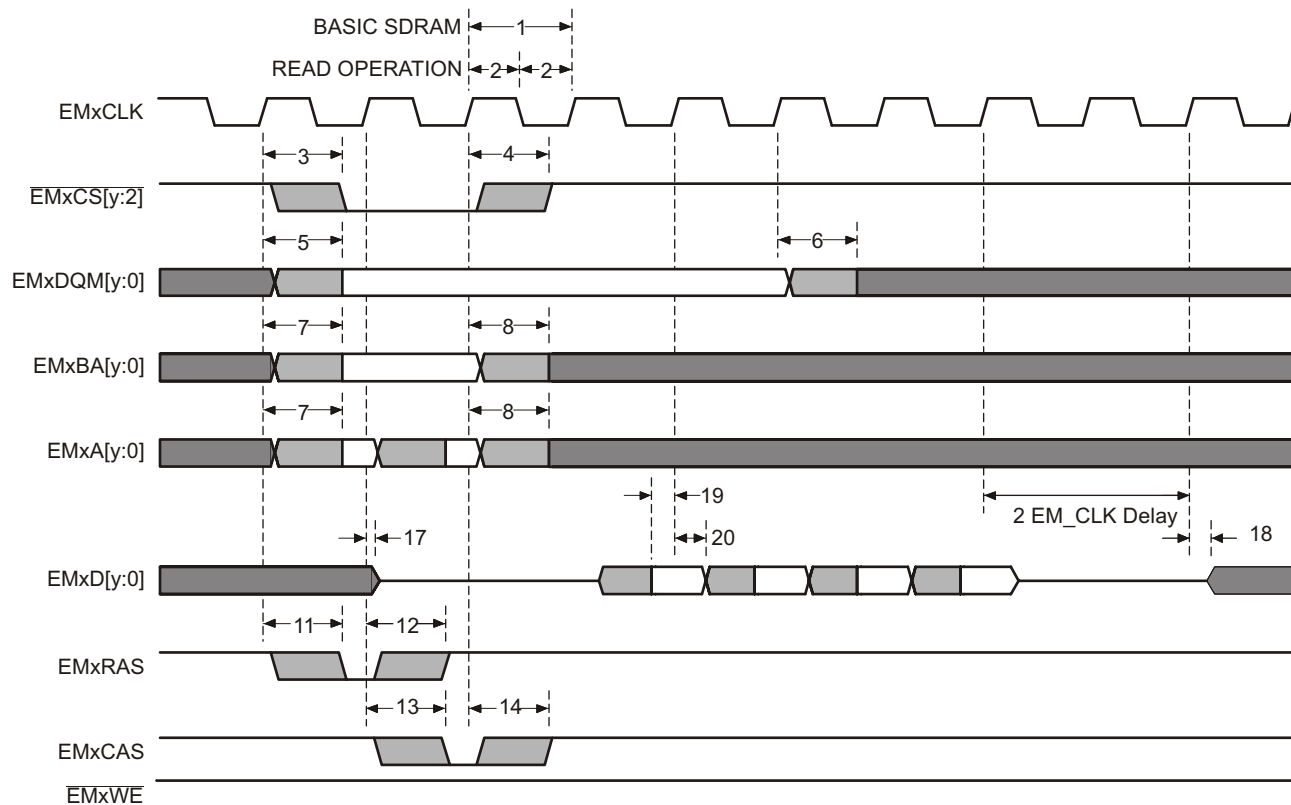 BASIC SDRAM
1
READ OPERATION
2
2
EMxCLK
3
4
EMxCS[y:2]
5
6
EMxDQM[y:0]
7
8
EMxBA[y:0]
7
8
EMxA[y:0]
19
2 EM_CLK Delay
17
20
18
EMxD[y:0]
11
12
EMxRAS
13
14
EMxCAS
EMxWE